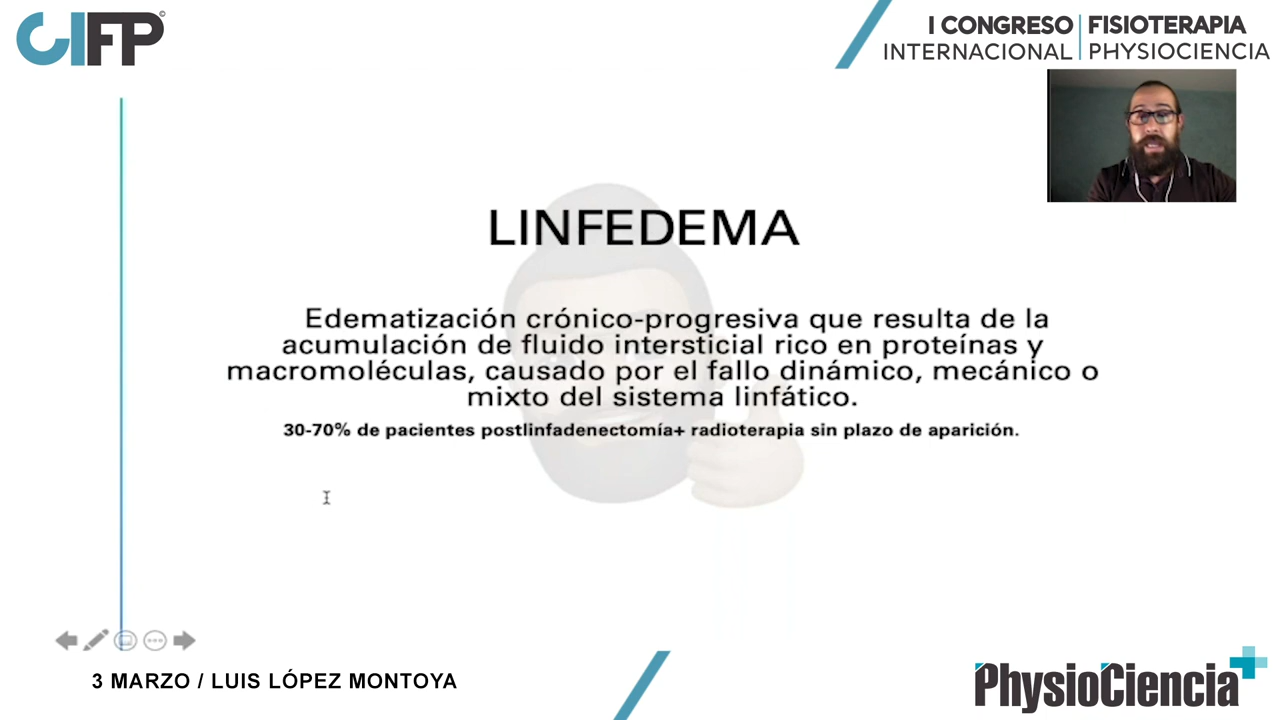 CIFP
I CONGRESO FISIOTERAPIA
INTERNACIONAL PHYSIOCIENCIA
LINFEDEMA
Edematización crónico-progresiva que resulta de la
acumulación de fluido intersticial rico en proteínas y
macromoléculas, causado por el fallo dinámico, mecánico o
mixto del sistema linfático.
30-70% de pacientes postlinfadenectomía+ radioterapia sin plazo de aparición.
3 MARZO / LUIS LÓPEZ MONTOYA
PhysioCiencia